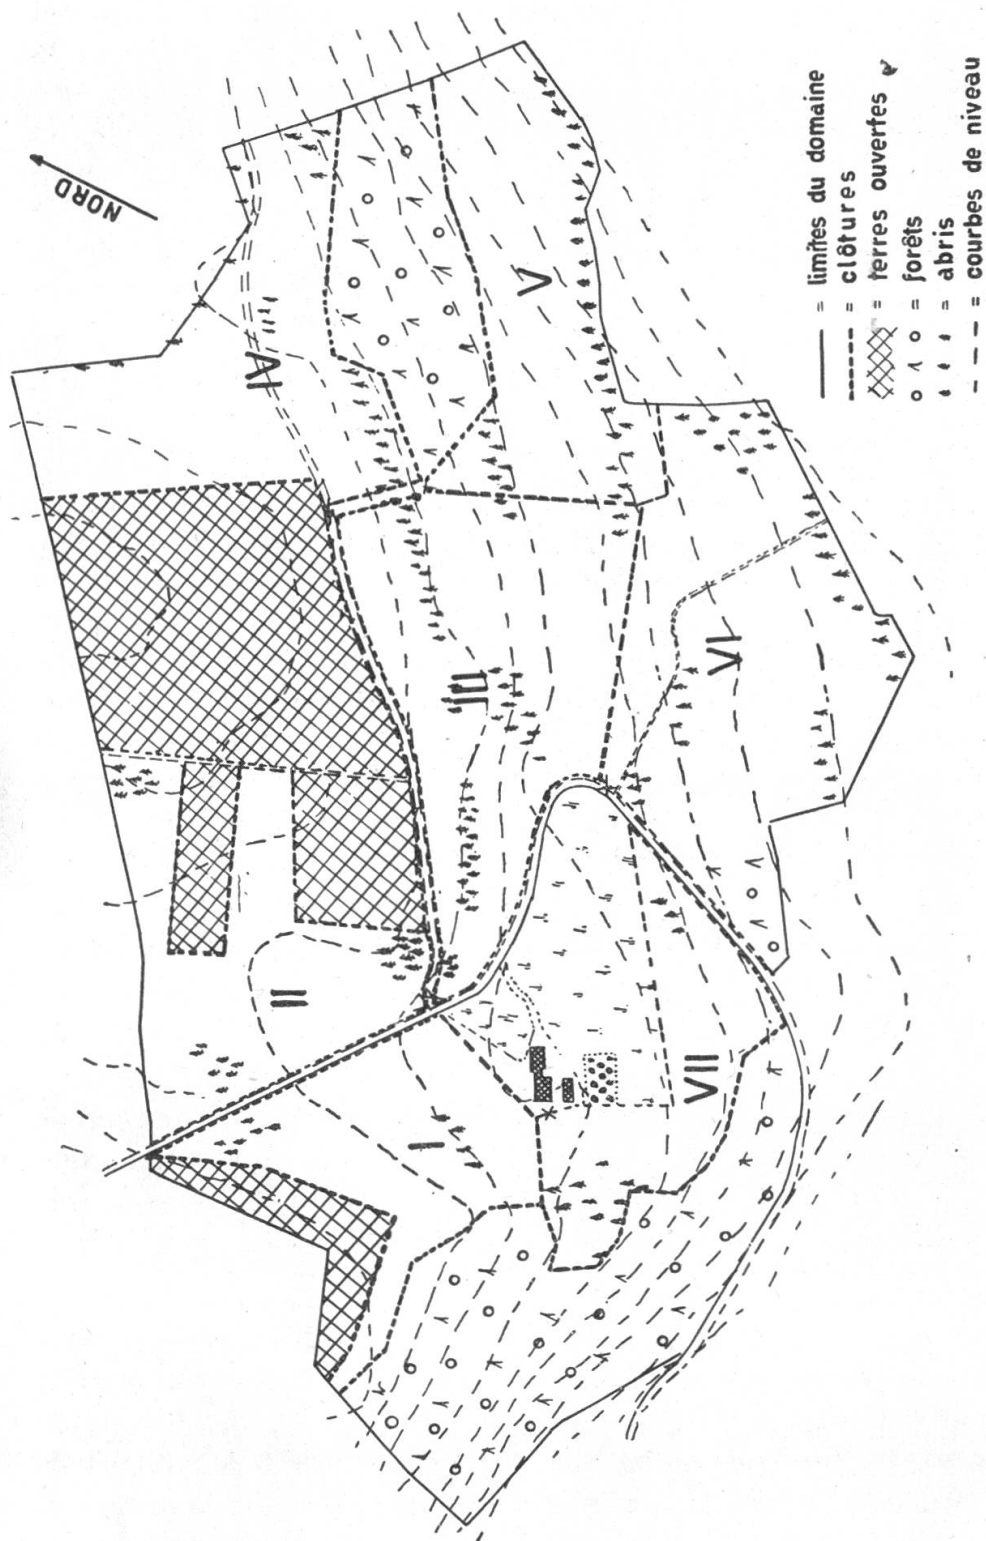 NORD
IV
V
III
II
VI
I
VII
——— = limites du domaine
------ = clôtures
= terres ouvertes
o ʌ o = forêts
= abris
– – – = courbes de niveau